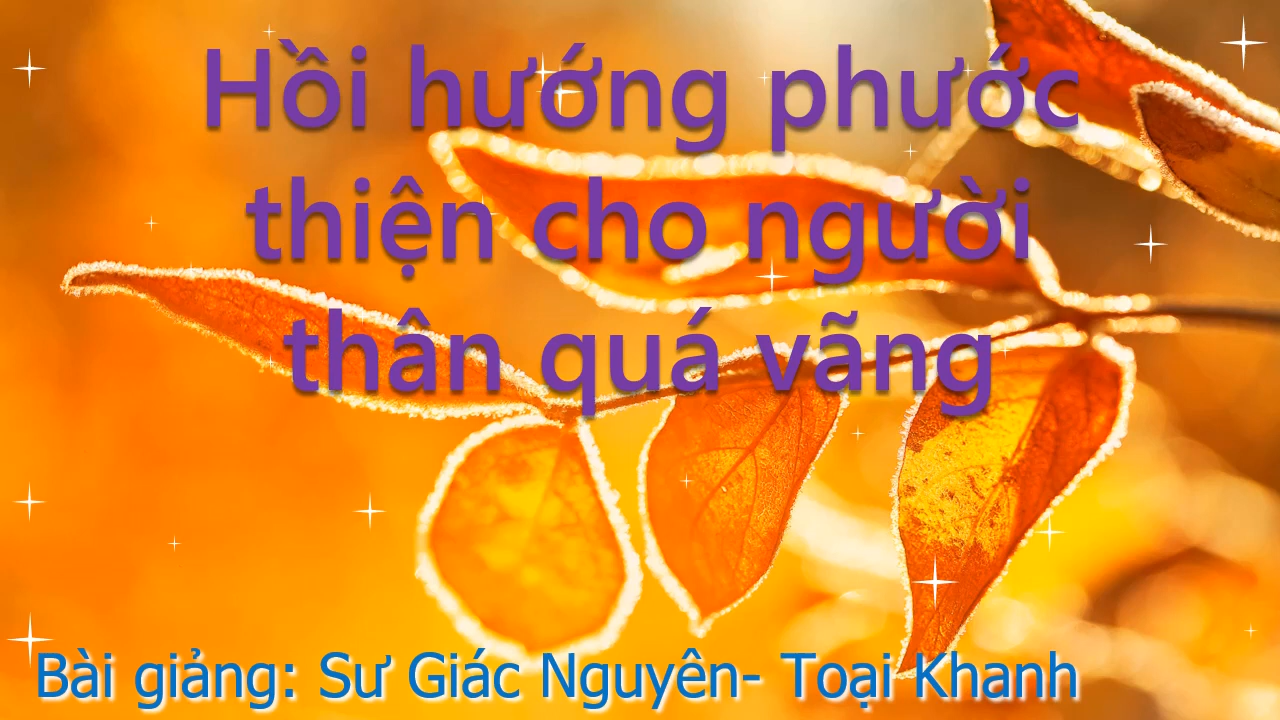 Hồi hướng phước
thiện cho người
thân quá vãng
Bài giảng: Sư Giác Nguyên- Toại Khanh